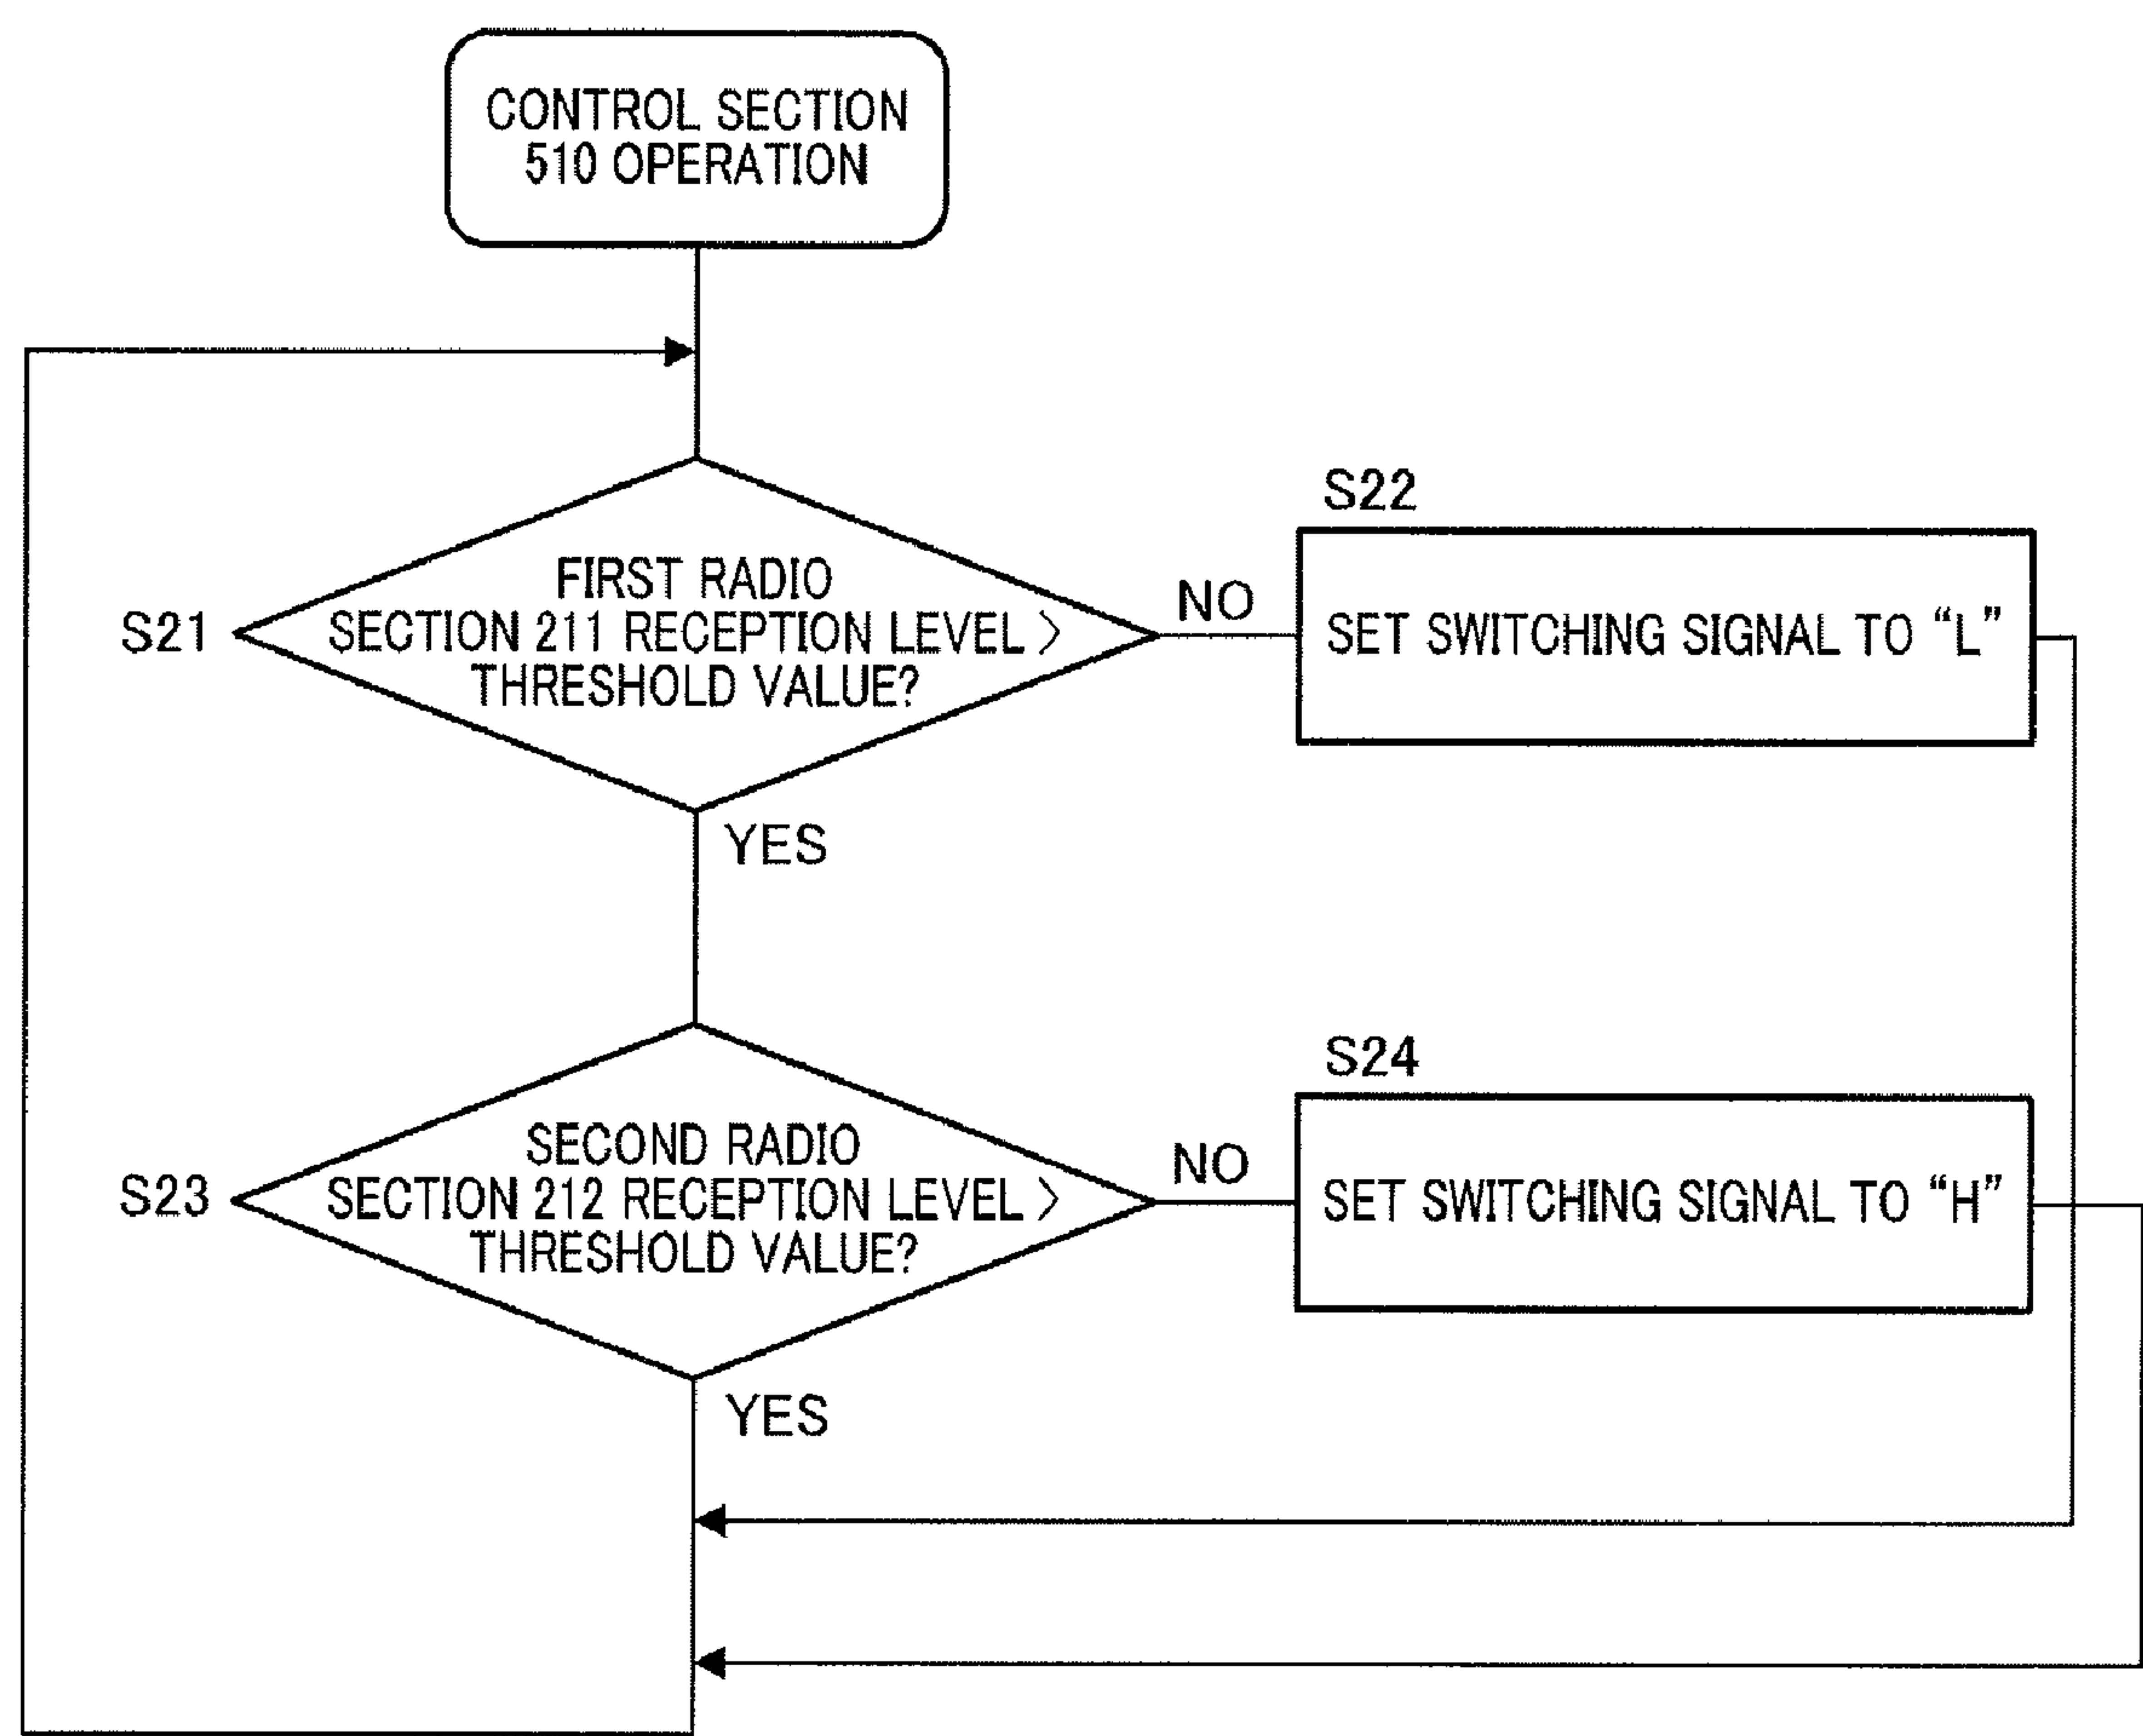 CONTROL SECTION
510 OPERATION
S21
FIRST RADIO
SECTION 211 RECEPTION LEVEL >
THRESHOLD VALUE?
NO
S22
SET SWITCHING SIGNAL TO “L”
YES
S23
SECOND RADIO
SECTION 212 RECEPTION LEVEL >
THRESHOLD VALUE?
NO
S24
SET SWITCHING SIGNAL TO “H”
YES